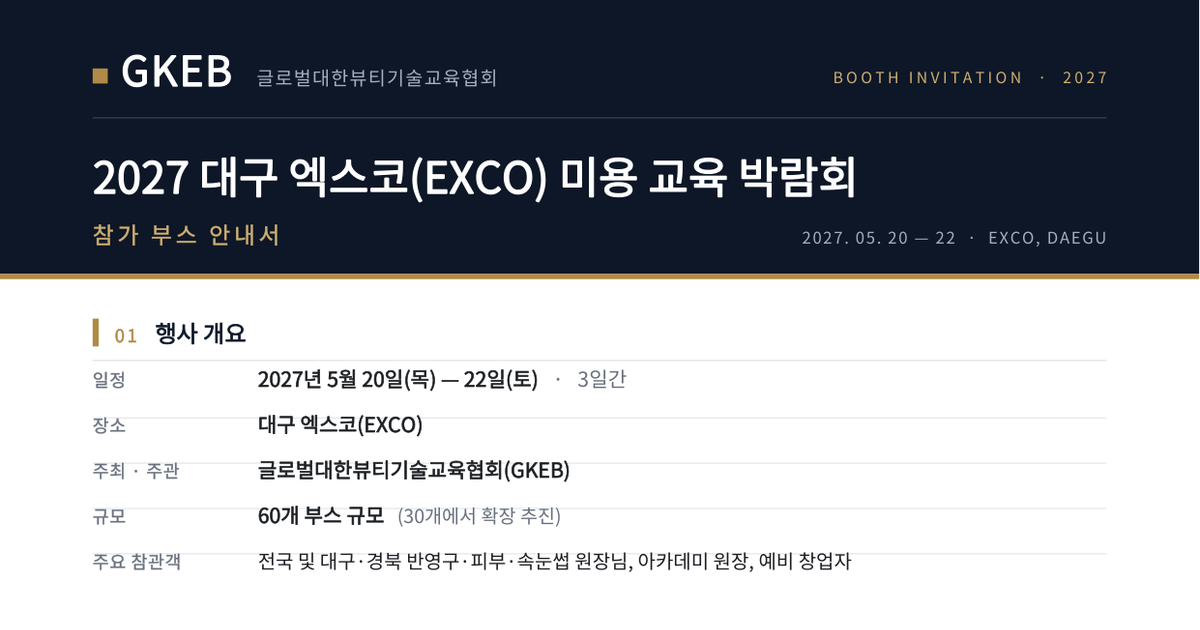 GKEB 글로벌대한뷰티기술교육협회 BOOTH INVITATION · 2027
2027 대구 엑스코(EXCO) 미용 교육 박람회
참가 부스 안내서 2027. 05. 20 — 22 · EXCO, DAEGU
01 행사 개요
일정 2027년 5월 20일(목) — 22일(토) · 3일간
장소 대구 엑스코(EXCO)
주최 · 주관 글로벌대한뷰티기술교육협회(GKEB)
규모 60개 부스 규모 (30개에서 확장 추진)
주요 참관객 전국 및 대구·경북 반영구·피부·속눈썹 원장님, 아카데미 원장, 예비 창업자